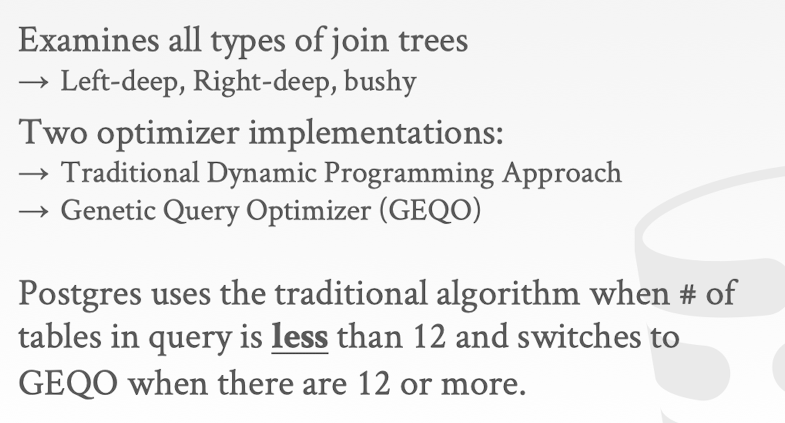 Examines all types of join trees
→ Left-deep, Right-deep, bushy
Two optimizer implementations:
→ Traditional Dynamic Programming Approach
→ Genetic Query Optimizer (GEQO)
Postgres uses the traditional algorithm when # of
tables in query is less than 12 and switches to
GEQO when there are 12 or more.